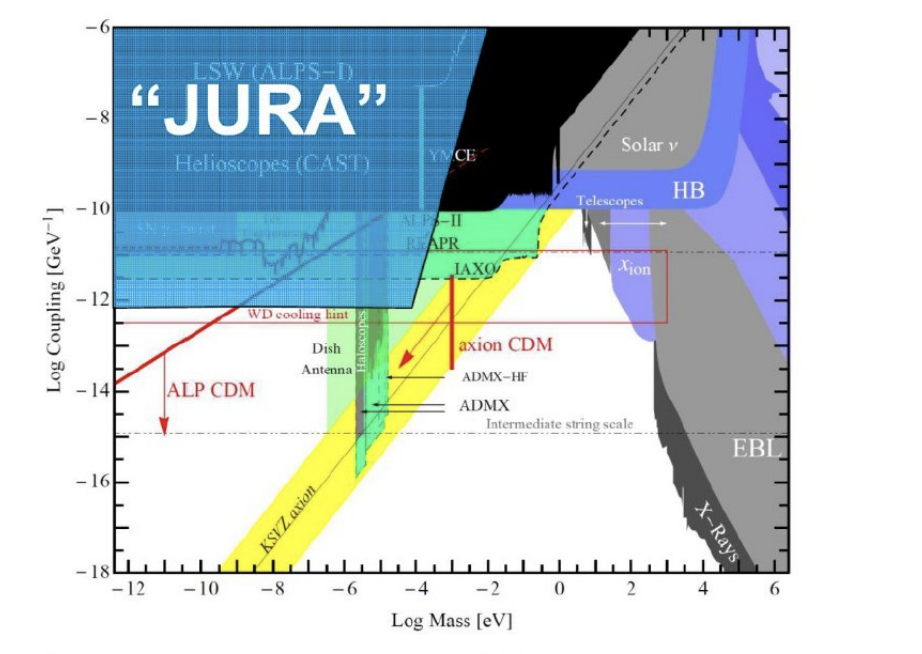 −6
LSW (ALPS−I)
“JURA”
−8
Helioscopes (CAST)
YMCE
Solar ν
HB
Telescopes
−10
ALPS−II
REAPR
IAXO
x_ion
−12
WD cooling hint
Haloscopes
axion CDM
Dish
Antenna
ADMX−HF
−14
ALP CDM
ADMX
Intermediate string scale
EBL
−16
KSVZ axion
X−Rays
−18
−12 −10 −8 −6 −4 −2 0 2 4 6
Log Mass [eV]
Log Coupling [GeV⁻¹]